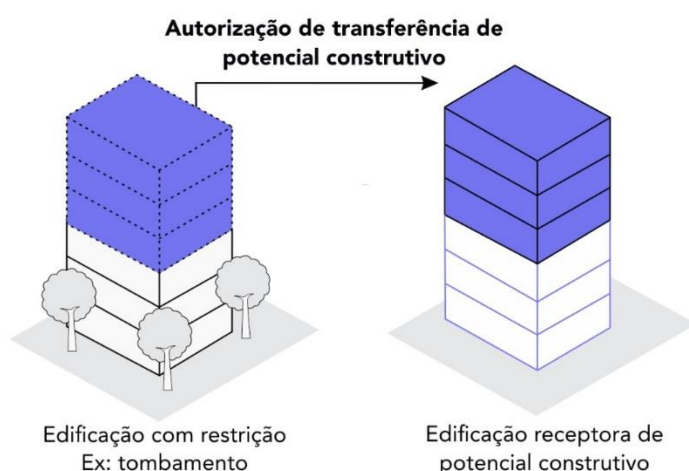 Autorização de transferência de
potencial construtivo
Edificação com restrição
Ex: tombamento
Edificação receptora de
potencial construtivo